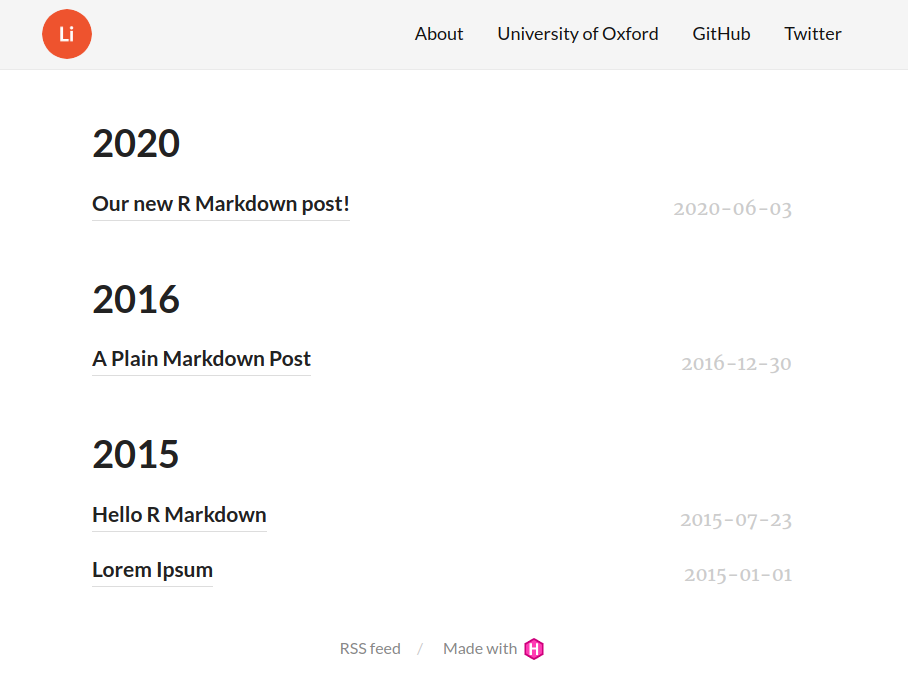 Li
About University of Oxford GitHub Twitter
2020
Our new R Markdown post! 2020-06-03
2016
A Plain Markdown Post 2016-12-30
2015
Hello R Markdown 2015-07-23
Lorem Ipsum 2015-01-01
RSS feed / Made with H